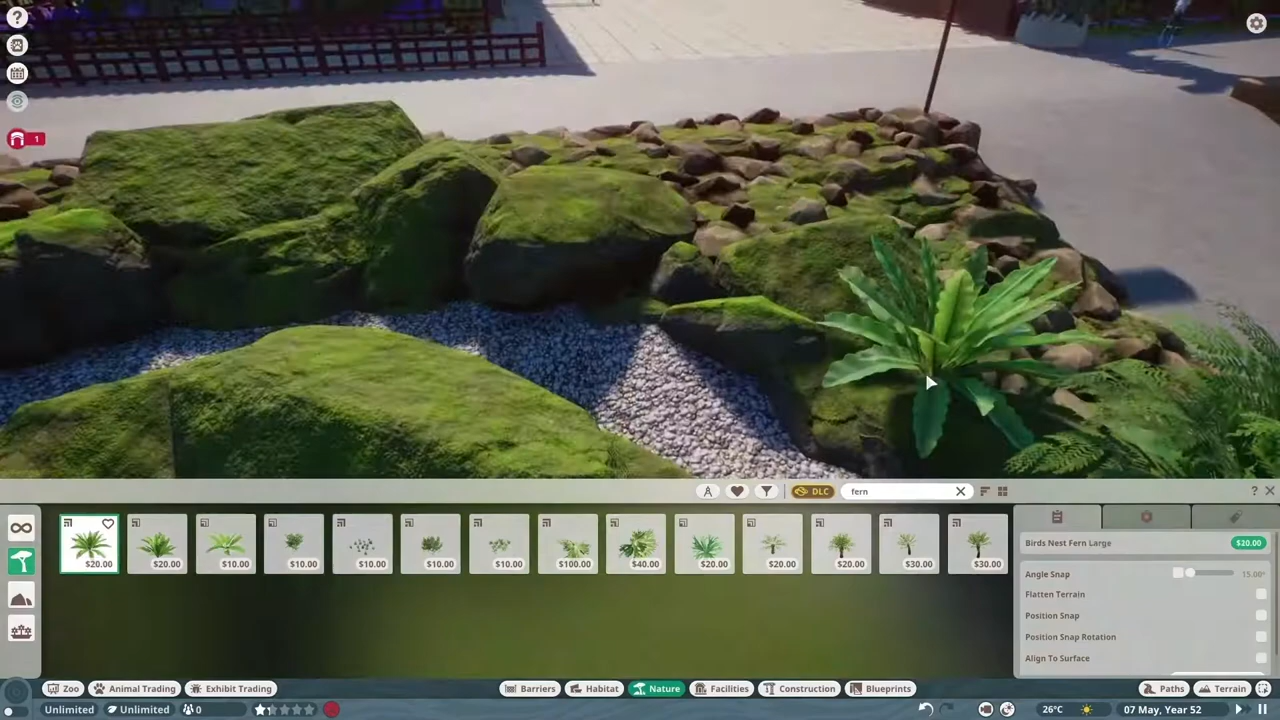 ?
1
DLC
fern
?
$20.00
$20.00
$10.00
$10.00
$10.00
$10.00
$10.00
$100.00
$40.00
$20.00
$20.00
$20.00
$30.00
$30.00
Birds Nest Fern Large
$20.00
Angle Snap
15.00°
Flatten Terrain
Position Snap
Position Snap Rotation
Align To Surface
Zoo
Animal Trading
Exhibit Trading
Barriers
Habitat
Nature
Facilities
Construction
Blueprints
Paths
Terrain
Unlimited
Unlimited
0
26°C
07 May, Year 52